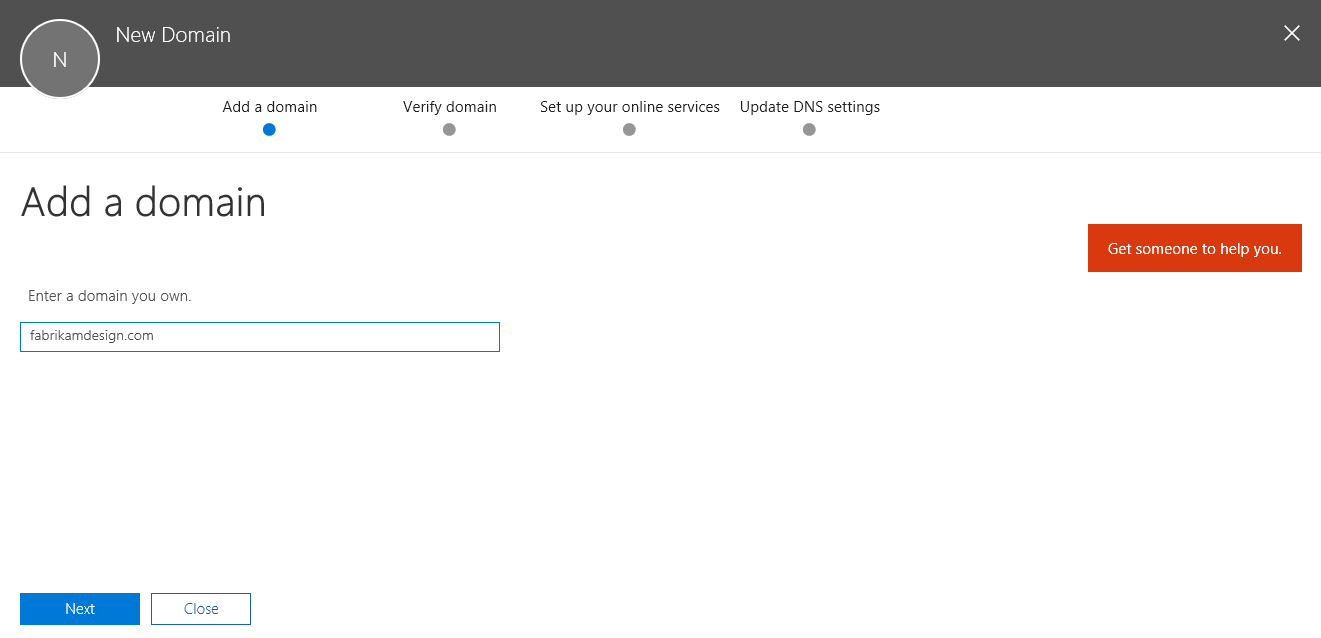 New Domain
N
Add a domain
Verify domain
Set up your online services
Update DNS settings
Add a domain
Get someone to help you.
Enter a domain you own.
fabrikamdesign.com
Next
Close